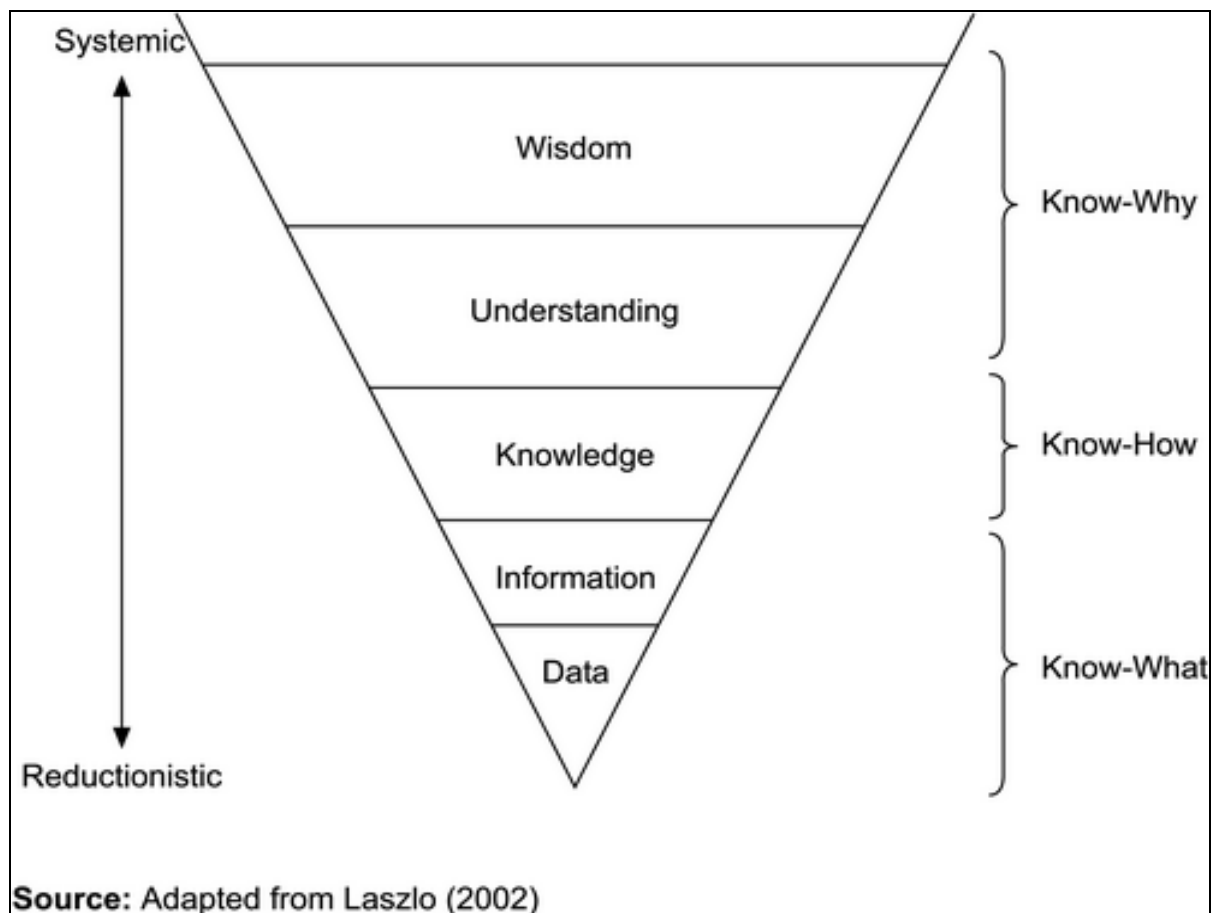 Systemic
Wisdom
Know-Why
Understanding
Know-How
Knowledge
Information
Know-What
Data
Reductionistic
Source: Adapted from Laszlo (2002)